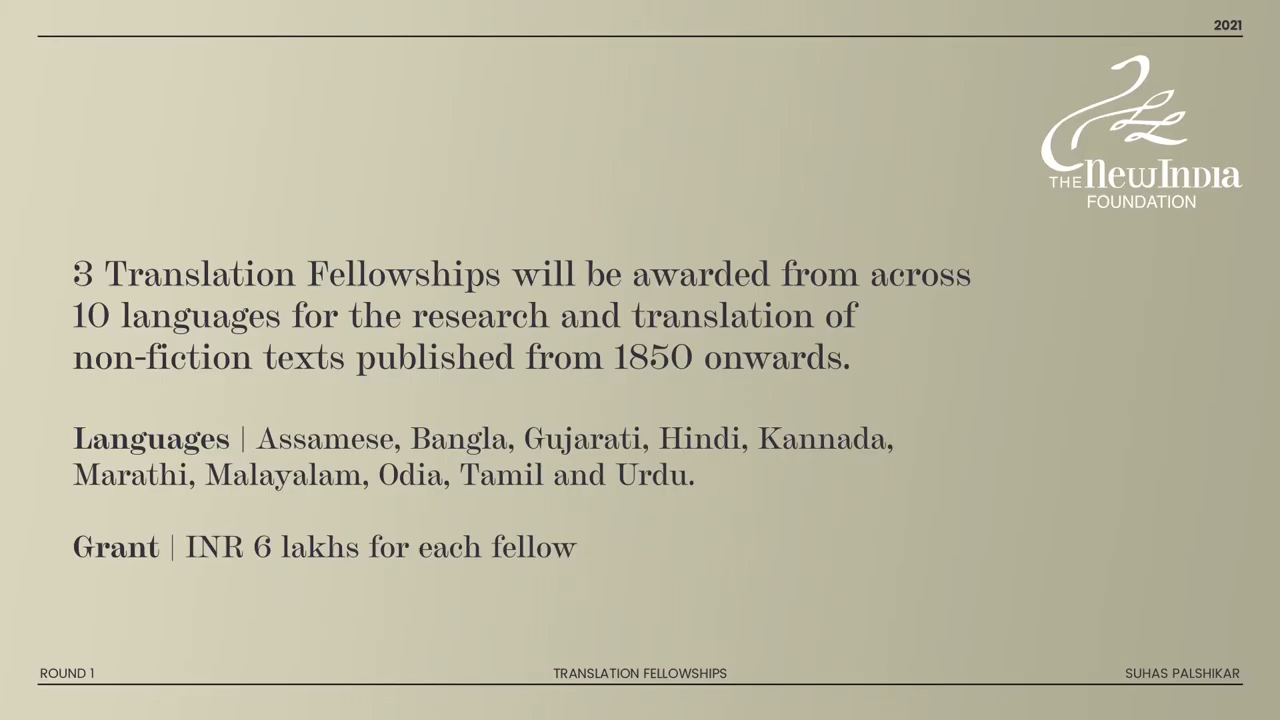 2021
THE New INDIA
FOUNDATION
3 Translation Fellowships will be awarded from across
10 languages for the research and translation of
non-fiction texts published from 1850 onwards.
Languages | Assamese, Bangla, Gujarati, Hindi, Kannada,
Marathi, Malayalam, Odia, Tamil and Urdu.
Grant | INR 6 lakhs for each fellow
ROUND 1
TRANSLATION FELLOWSHIPS
SUHAS PALSHIKAR